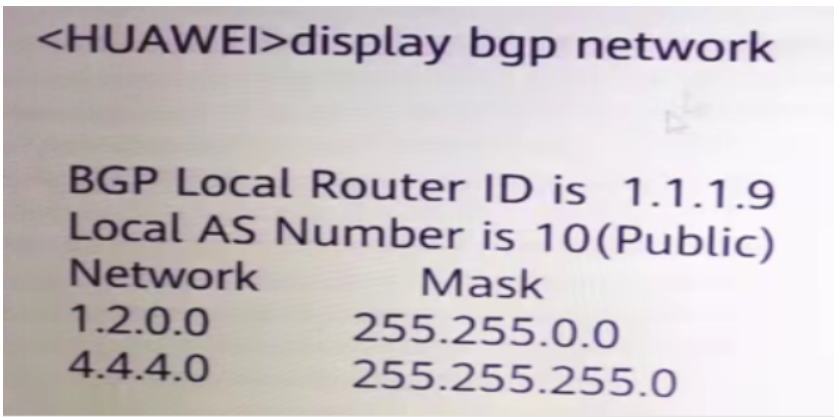 <HUAWEI>display bgp network
BGP Local Router ID is 1.1.1.9
Local AS Number is 10(Public)
Network Mask
1.2.0.0 255.255.0.0
4.4.4.0 255.255.255.0